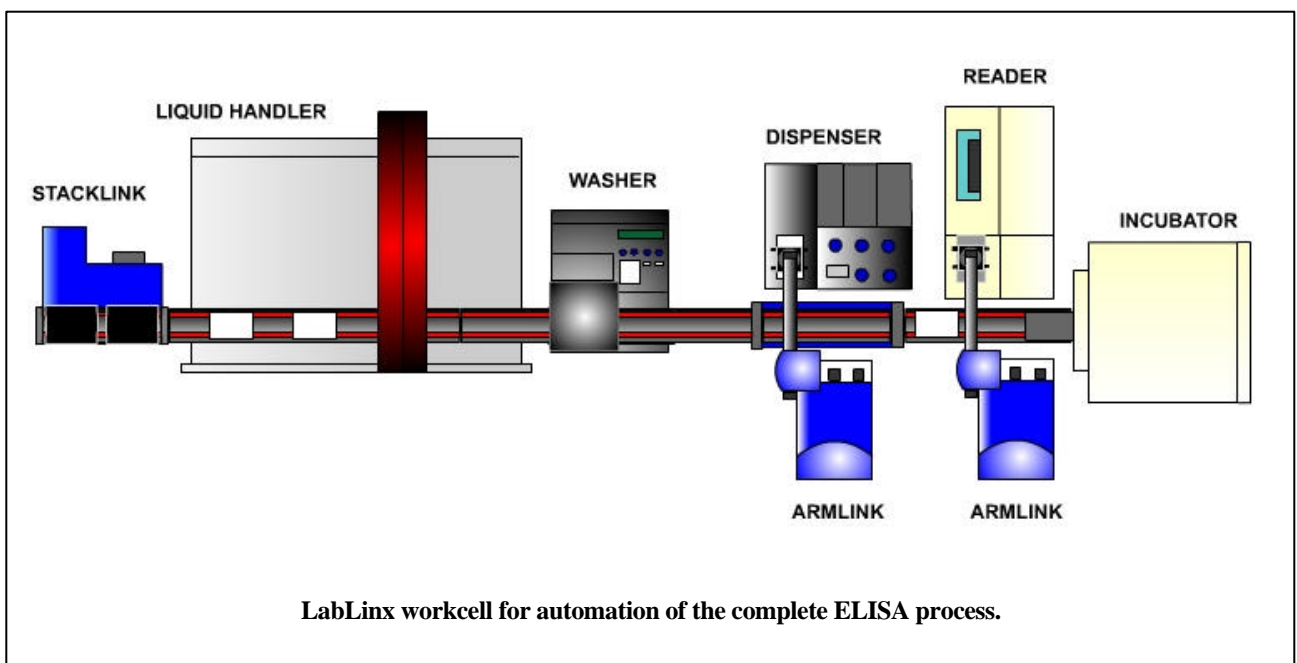 READER
LIQUID HANDLER
DISPENSER
WASHER
STACKLINK
INCUBATOR
ARMLINK
ARMLINK
LabLinx workcell for automation of the complete ELISA process.